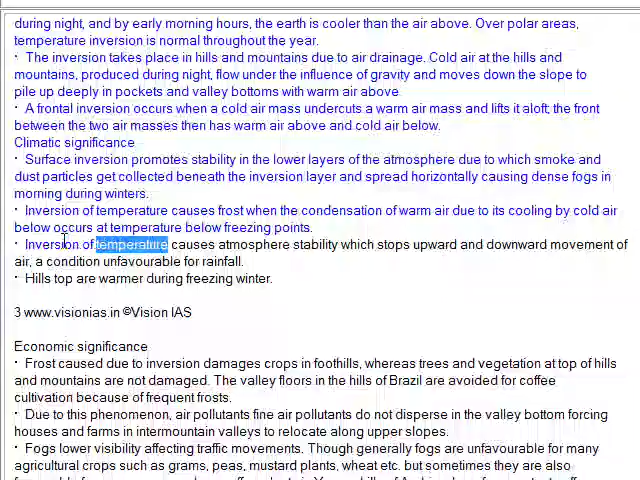 during night, and by early morning hours, the earth is cooler than the air above. Over polar areas,
temperature inversion is normal throughout the year.
· The inversion takes place in hills and mountains due to air drainage. Cold air at the hills and
mountains, produced during night, flow under the influence of gravity and moves down the slope to
pile up deeply in pockets and valley bottoms with warm air above.
· A frontal inversion occurs when a cold air mass undercuts a warm air mass and lifts it aloft; the front
between the two air masses then has warm air above and cold air below.
Climatic significance
· Surface inversion promotes stability in the lower layers of the atmosphere due to which smoke and
dust particles get collected beneath the inversion layer and spread horizontally causing dense fogs in
morning during winters.
· Inversion of temperature causes frost when the condensation of warm air due to its cooling by cold air
below occurs at temperature below freezing points.
· Inversion of temperature causes atmosphere stability which stops upward and downward movement of
air, a condition unfavourable for rainfall.
· Hills top are warmer during freezing winter.
3 www.visionias.in ©Vision IAS
Economic significance
· Frost caused due to inversion damages crops in foothills, whereas trees and vegetation at top of hills
and mountains are not damaged. The valley floors in the hills of Brazil are avoided for coffee
cultivation because of frequent frosts.
· Due to this phenomenon, air pollutants fine air pollutants do not disperse in the valley bottom forcing
houses and farms in intermountain valleys to relocate along upper slopes.
· Fogs lower visibility affecting traffic movements. Though generally fogs are unfavourable for many
agricultural crops such as grams, peas, mustard plants, wheat etc. but sometimes they are also